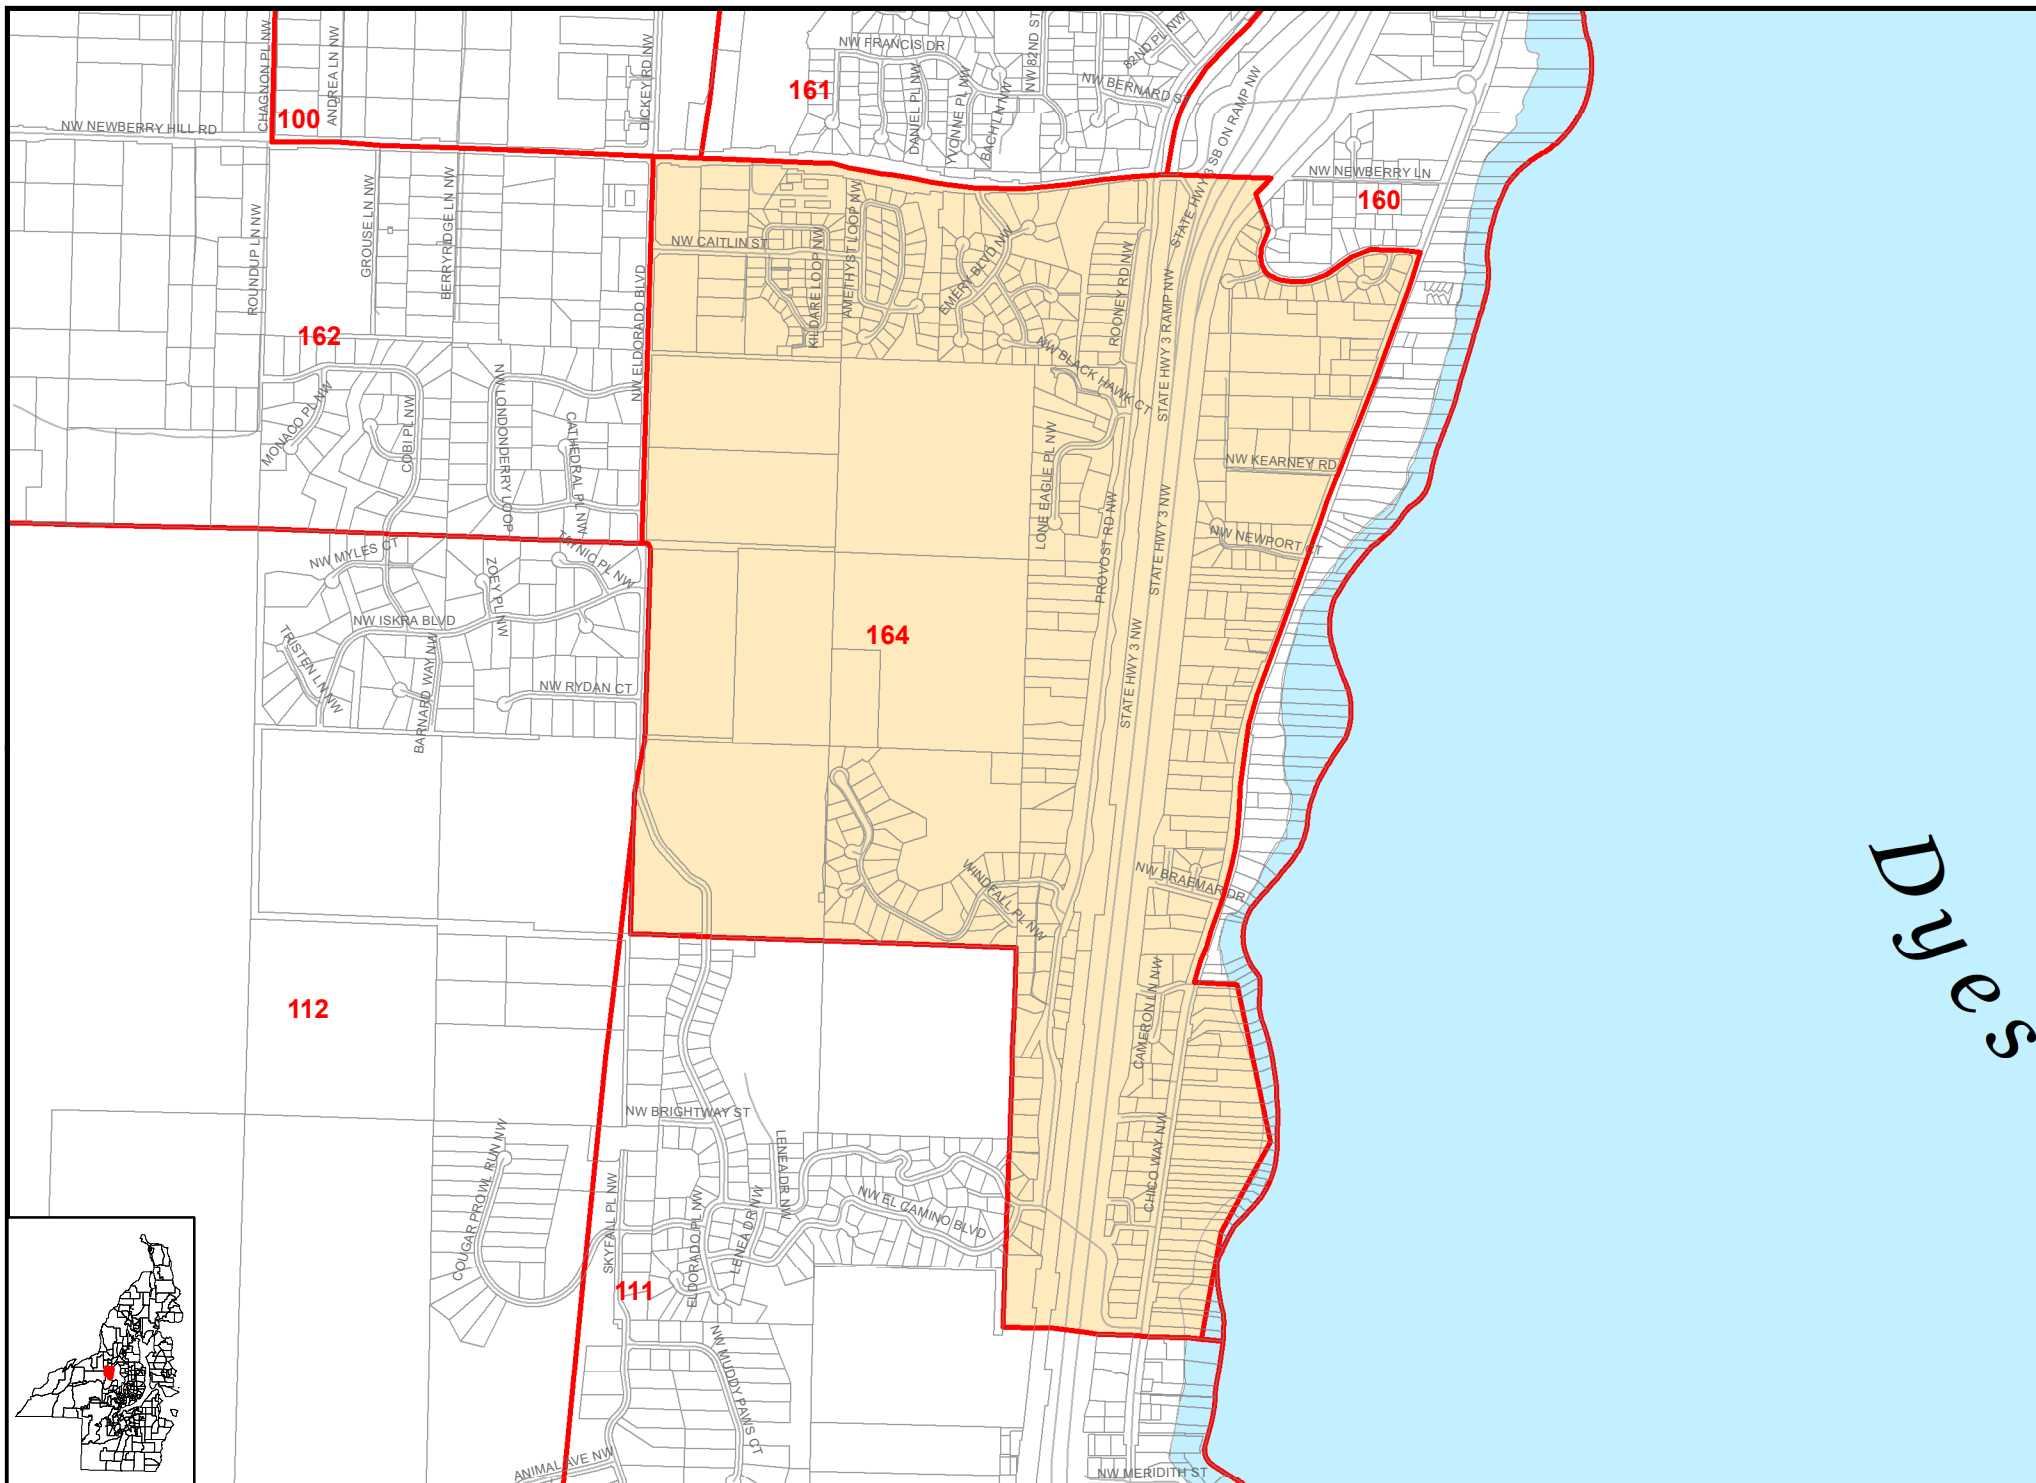 CHAGNON PL NW
ANDREA LN NW
DICKEY RD NW
NW FRANCIS DR
DANIEL PL NW
YVONNE PL NW
BACH LN NW
NW 82ND ST
82ND PL NW
NW BERNARD ST
161
100
NW NEWBERRY HILL RD
STATE HWY 3 SB ON RAMP NW
NW NEWBERRY LN
160
ROUNDUP LN NW
GROUSE LN NW
BERRYRIDGE LN NW
NW ELDORADO BLVD
NW CAITLIN ST
KILDARE LOOP NW
AMETHYST LOOP NW
EMERY BLVD NW
ROONEY RD NW
STATE HWY 3 RAMP NW
162
NW BLACK HAWK CT
MONACO PL NW
COBI PL NW
NW LONDONDERRY LOOP
CATHEDRAL PL NW
LONE EAGLE PL NW
PROVOST RD NW
STATE HWY 3 NW
NW KEARNEY RD
NW NEWPORT CT
NW MYLES CT
ZOEY PL NW
TAYNIC PL NW
NW ISKRA BLVD
TRISTEN LN NW
BARNARD WAY NW
NW RYDAN CT
164
STATE HWY 3 NW
WINDFALL PL NW
NW BRAEMAR DR
Dyes
112
CAMERON LN NW
CHICO WAY NW
NW BRIGHTWAY ST
COUGAR PROWL RUN NW
SKYFALL PL NW
ELDORADO PL NW
LENEA DR NW
LENEA DR NW
NW EL CAMINO BLVD
111
NW MUDDY PAWS CT
ANIMAL AVE NW
NW MERIDITH ST